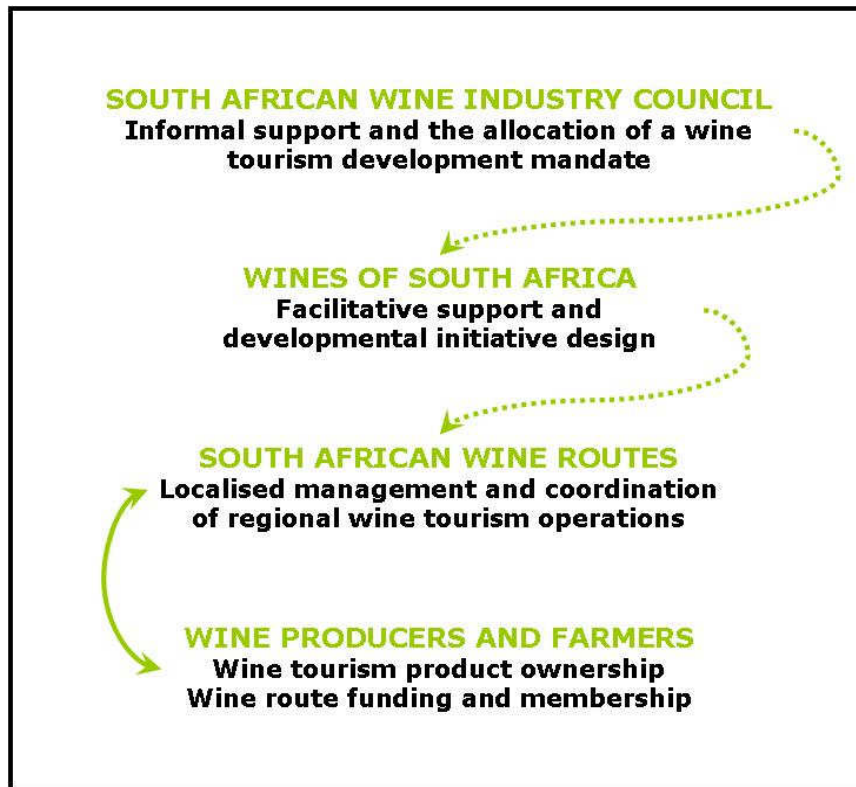 SOUTH AFRICAN WINE INDUSTRY COUNCIL
Informal support and the allocation of a wine
tourism development mandate
WINES OF SOUTH AFRICA
Facilitative support and
developmental initiative design
SOUTH AFRICAN WINE ROUTES
Localised management and coordination
of regional wine tourism operations
WINE PRODUCERS AND FARMERS
Wine tourism product ownership
Wine route funding and membership